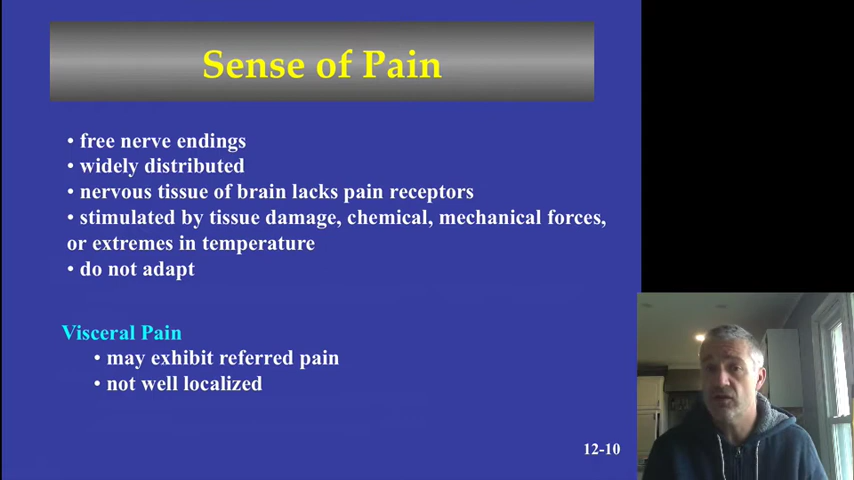 Sense of Pain
• free nerve endings
• widely distributed
• nervous tissue of brain lacks pain receptors
• stimulated by tissue damage, chemical, mechanical forces,
or extremes in temperature
• do not adapt
Visceral Pain
• may exhibit referred pain
• not well localized
12-10